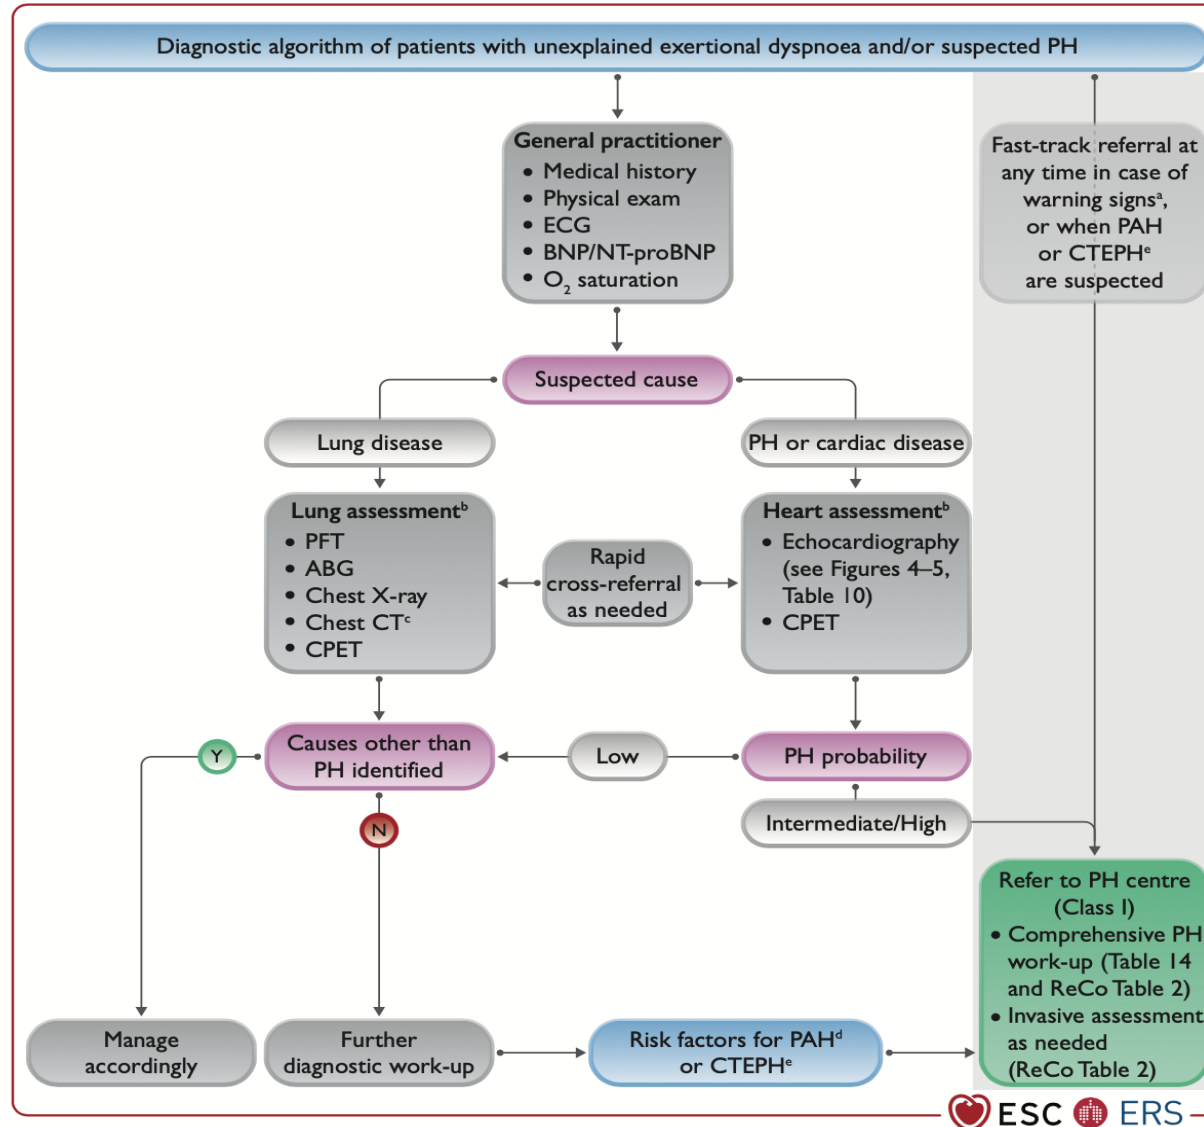 Diagnostic algorithm of patients with unexplained exertional dyspnoea and/or suspected PH
General practitioner
• Medical history
• Physical exam
• ECG
• BNP/NT-proBNP
• O₂ saturation
Fast-track referral at
any time in case of
warning signsᵃ,
or when PAH
or CTEPHᵉ
are suspected
Suspected cause
Lung disease
PH or cardiac disease
Lung assessmentᵇ
• PFT
• ABG
• Chest X-ray
• Chest CTᶜ
• CPET
Rapid
cross-referral
as needed
Heart assessmentᵇ
• Echocardiography
(see Figures 4–5,
Table 10)
• CPET
Y
Causes other than
PH identified
Low
PH probability
N
Intermediate/High
Refer to PH centre
(Class I)
• Comprehensive PH
work-up (Table 14
and ReCo Table 2)
• Invasive assessment
as needed
(ReCo Table 2)
Manage
accordingly
Further
diagnostic work-up
Risk factors for PAHᵈ
or CTEPHᵉ
ESC ERS